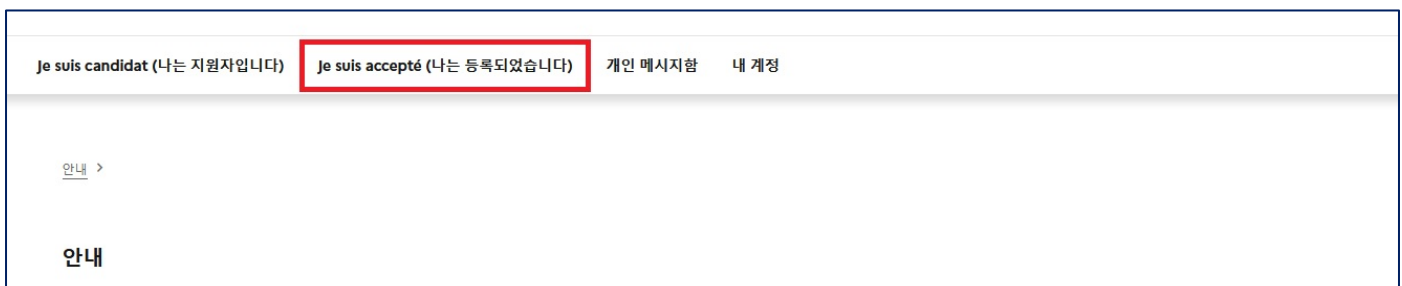 Je suis candidat (나는 지원자입니다) Je suis accepté (나는 등록되었습니다) 개인 메시지함 내 계정
안내 >
안내